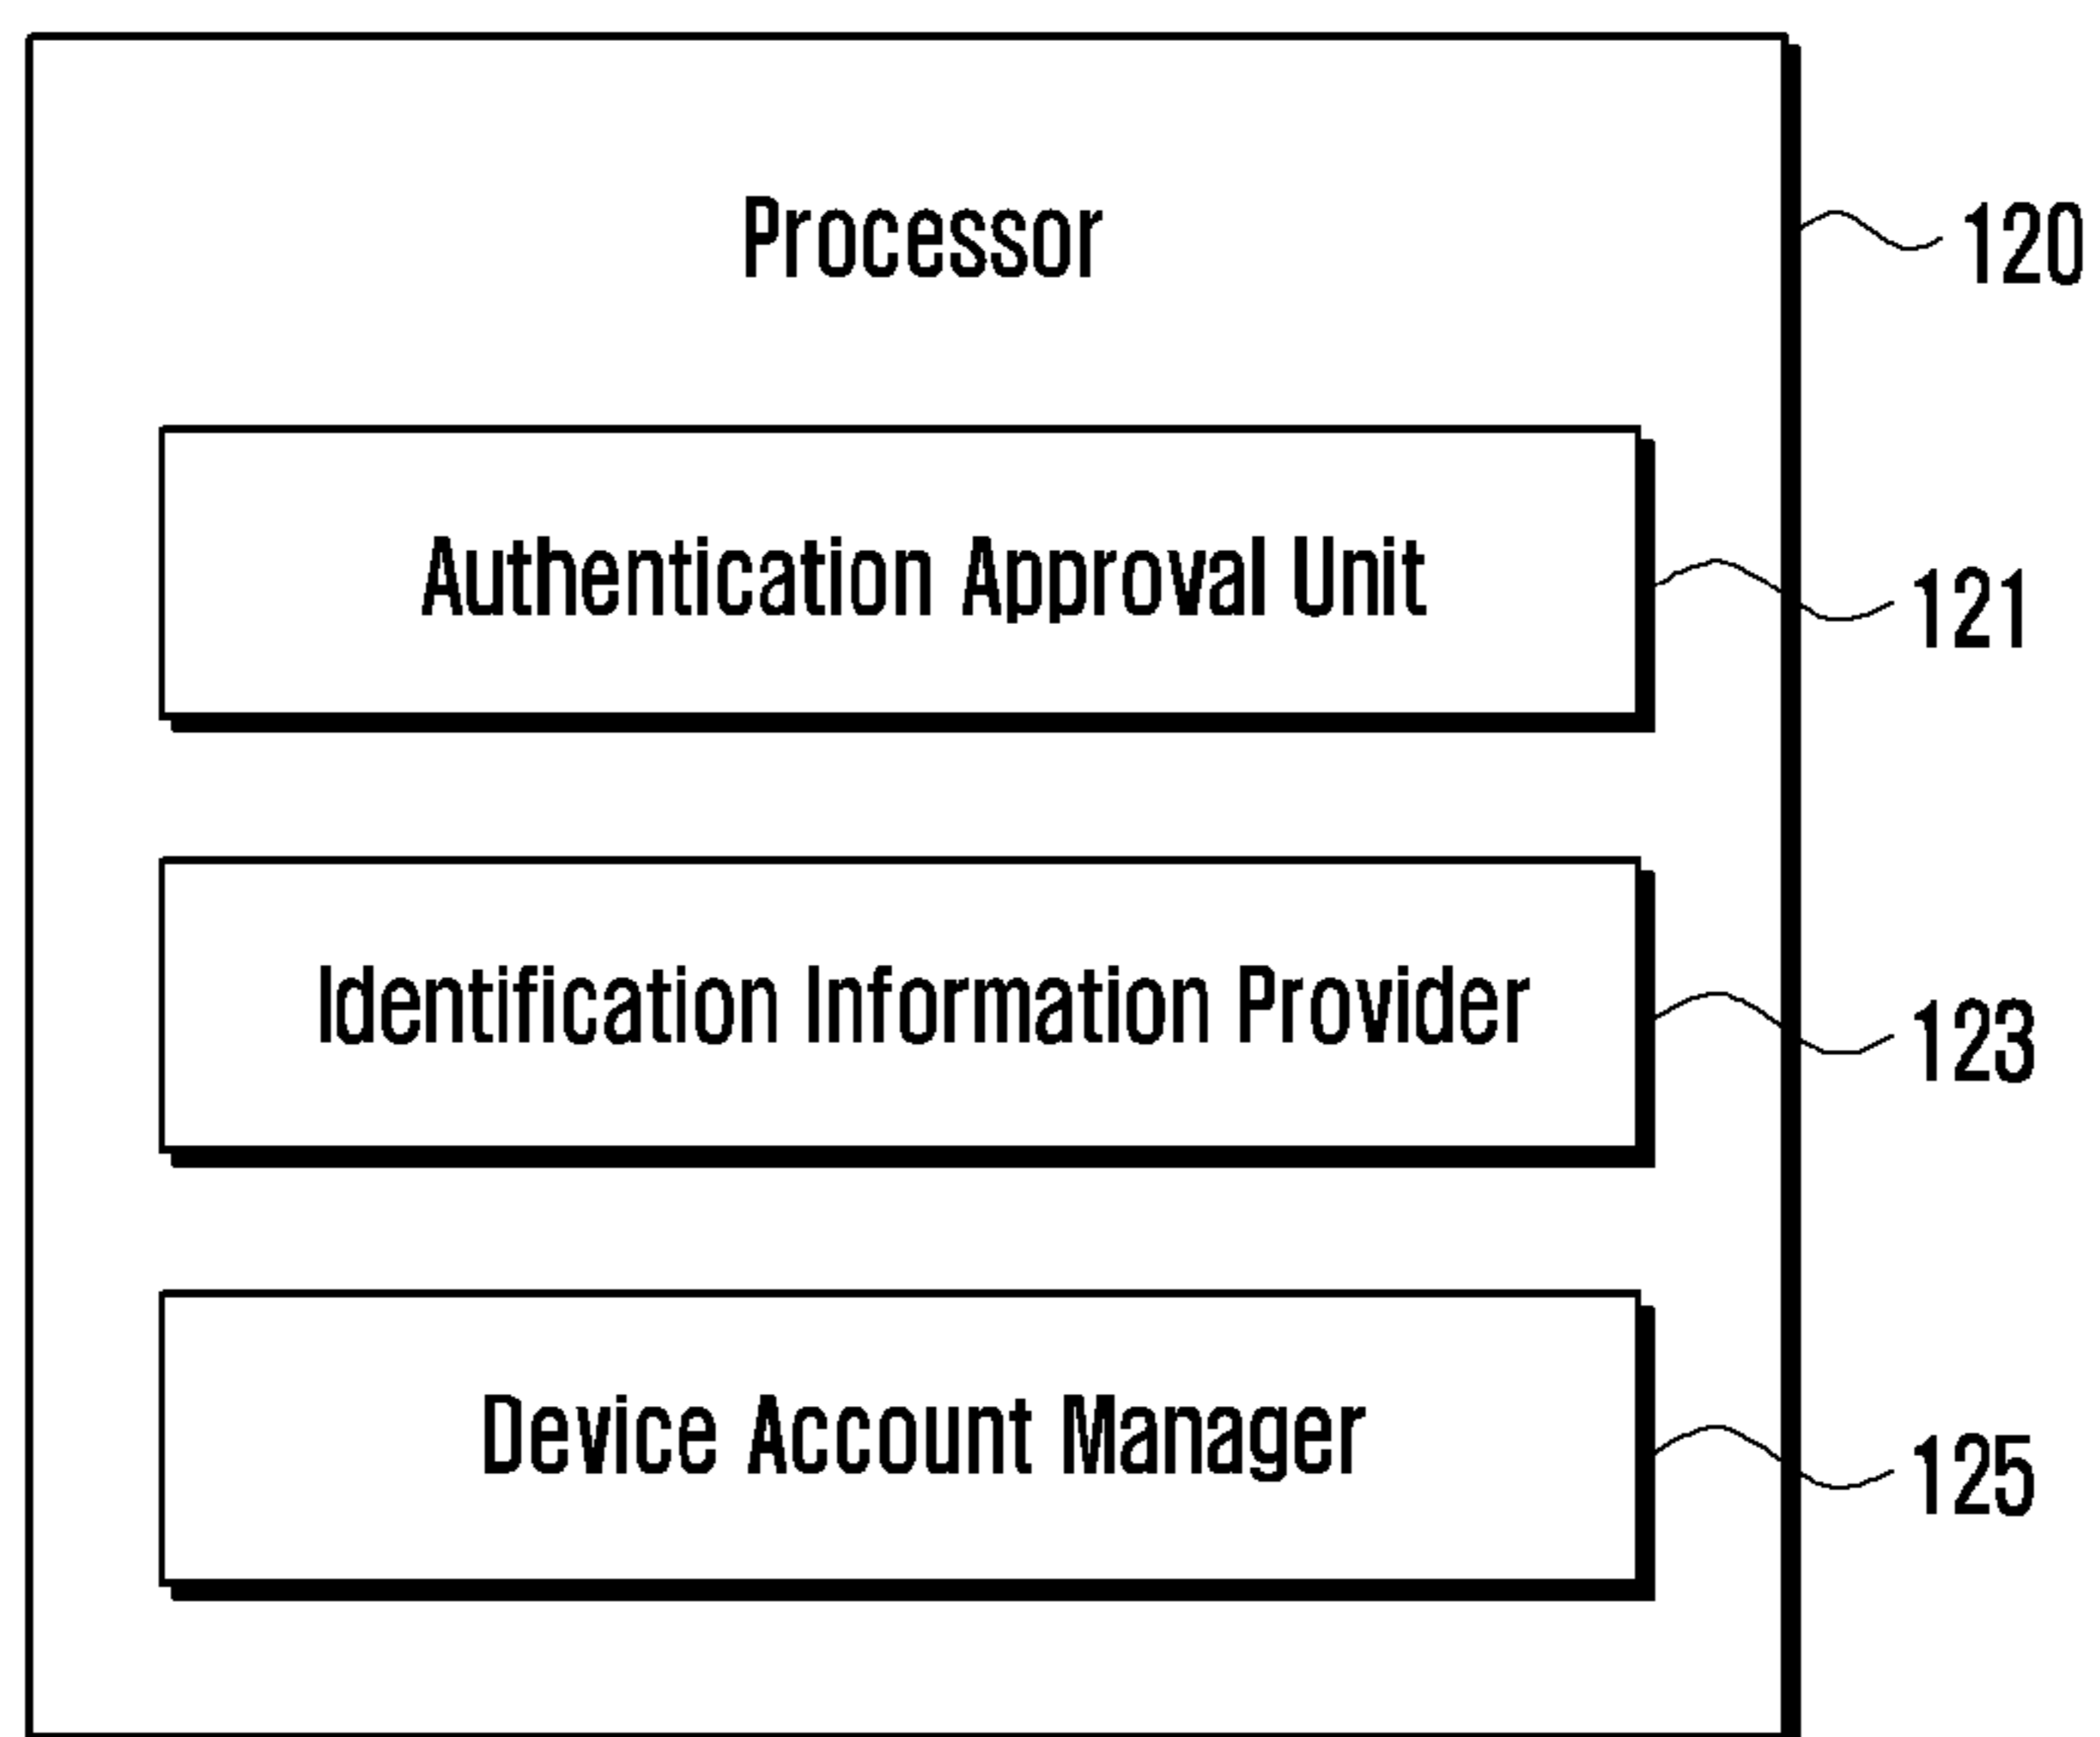 Processor
120
Authentication Approval Unit
121
Identification Information Provider
123
Device Account Manager
125